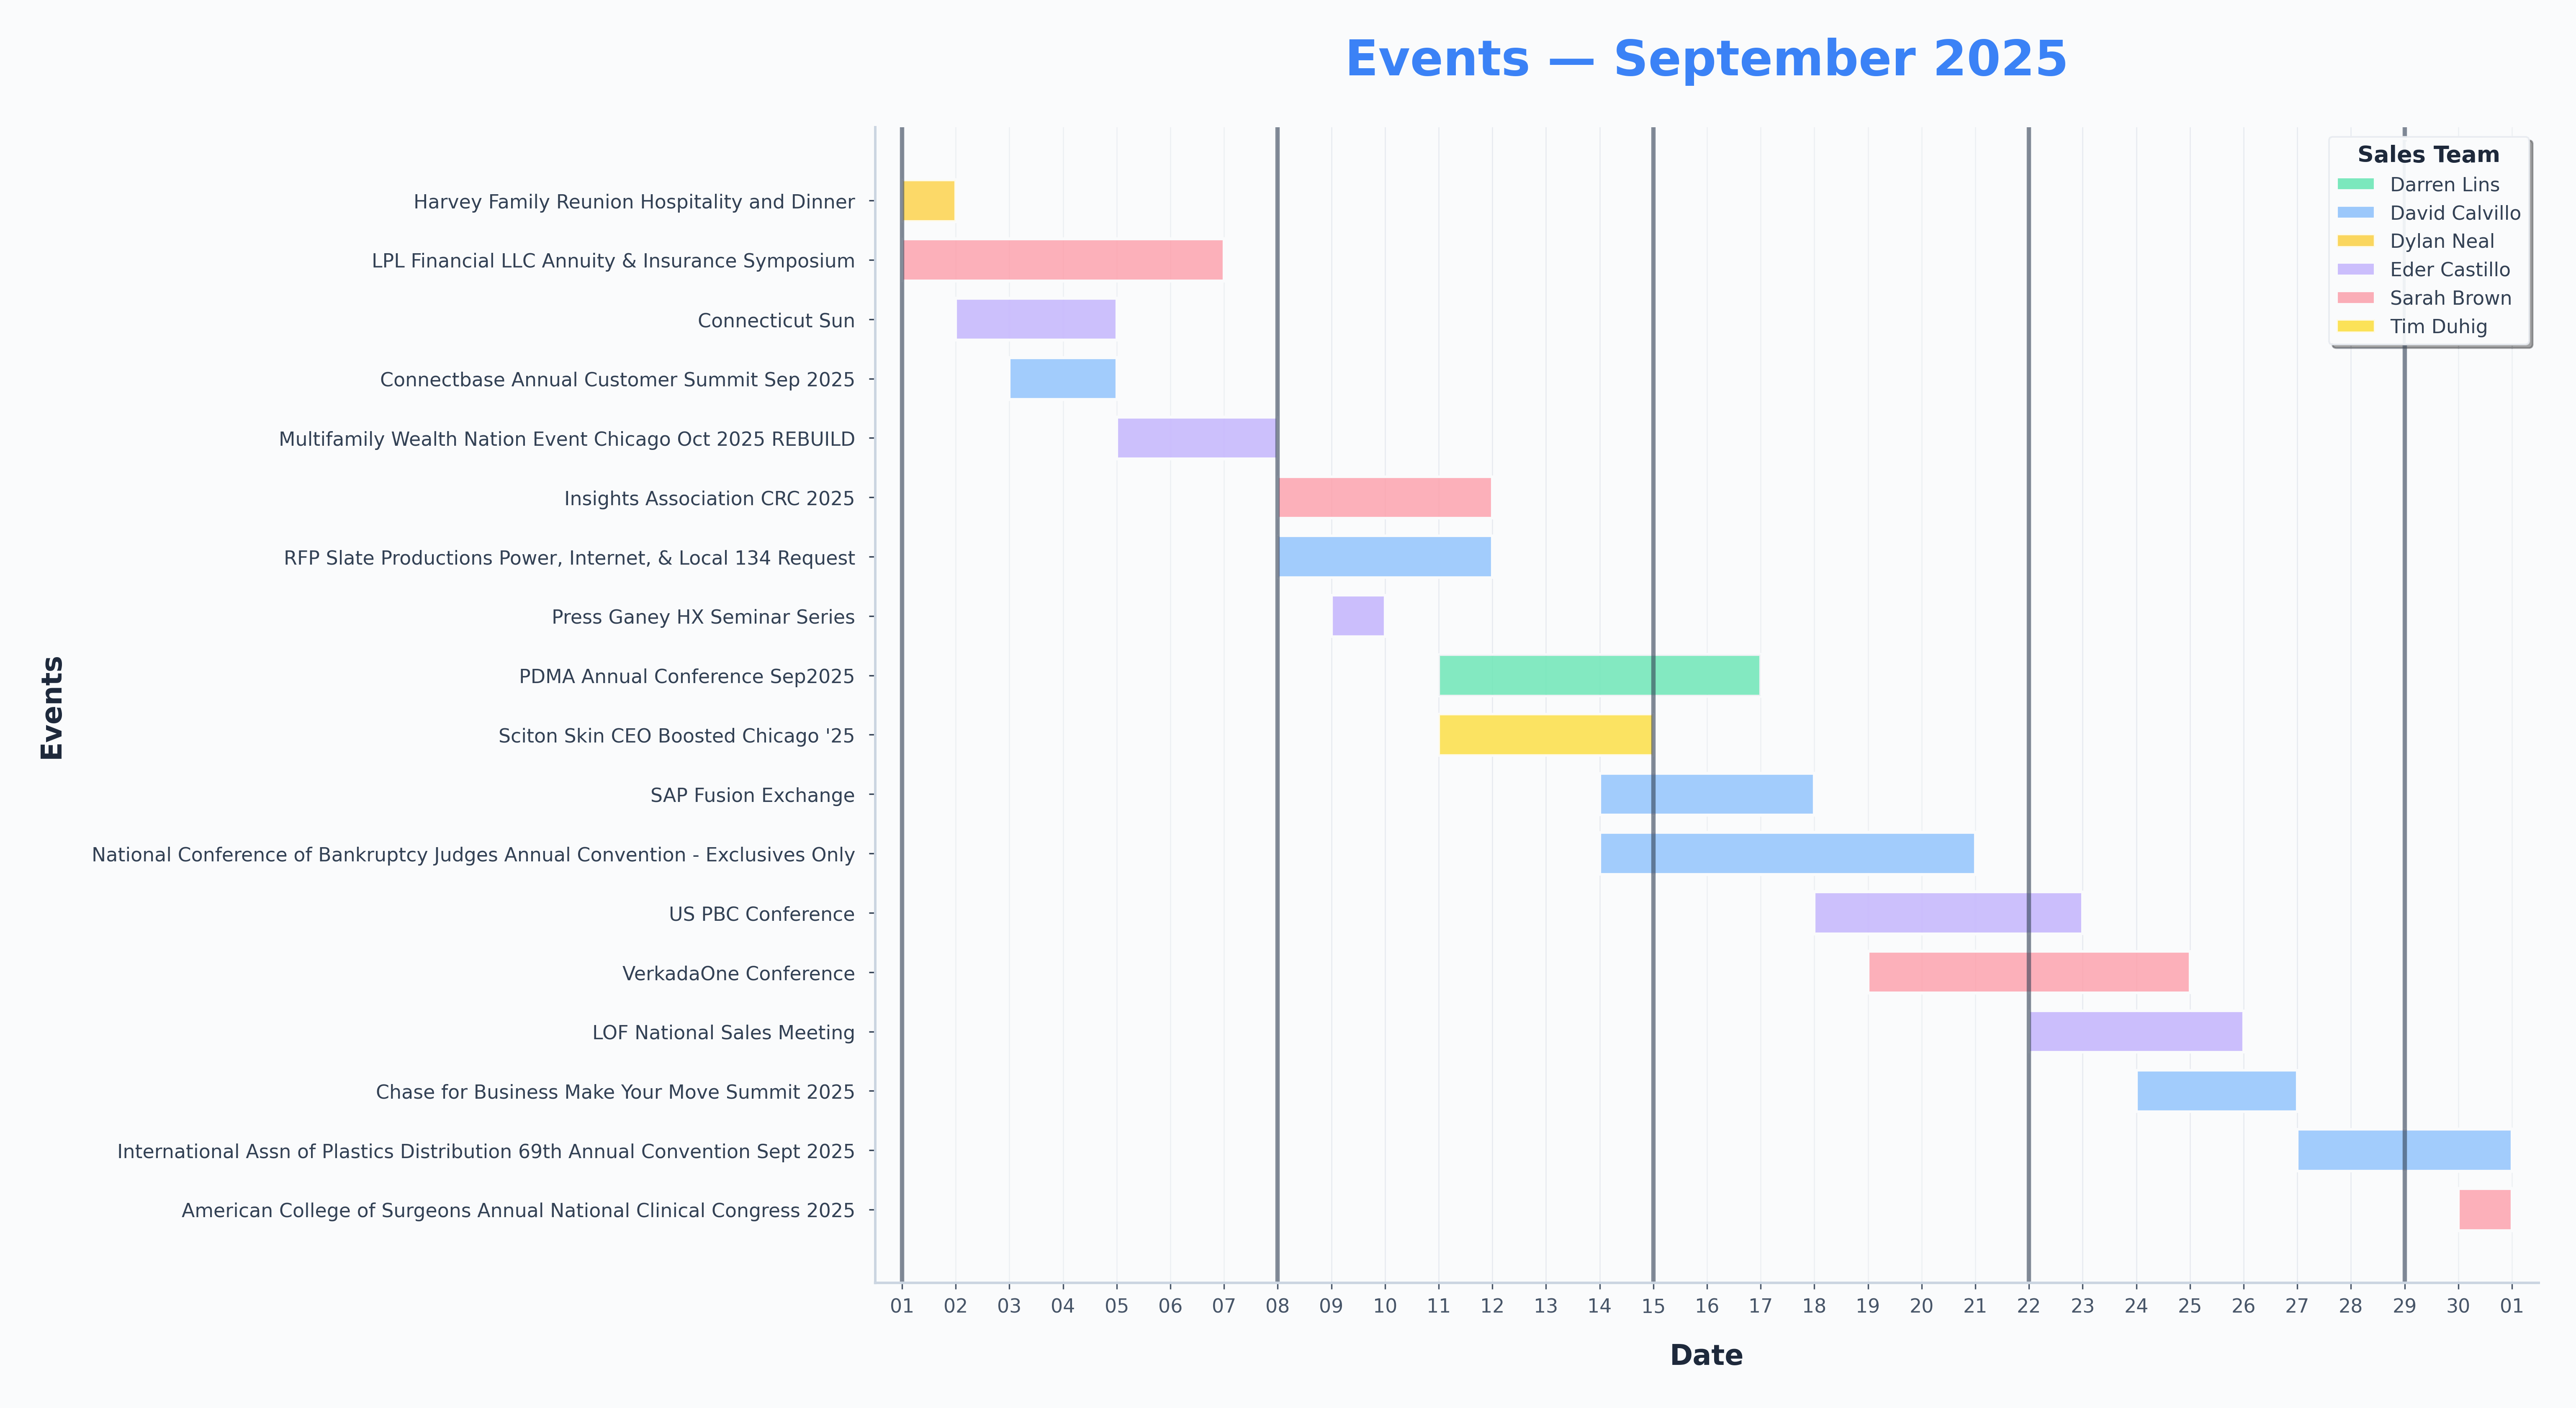 Events — September 2025
Sales Team
Darren Lins
David Calvillo
Dylan Neal
Eder Castillo
Sarah Brown
Tim Duhig
Events
Harvey Family Reunion Hospitality and Dinner
LPL Financial LLC Annuity & Insurance Symposium
Connecticut Sun
Connectbase Annual Customer Summit Sep 2025
Multifamily Wealth Nation Event Chicago Oct 2025 REBUILD
Insights Association CRC 2025
RFP Slate Productions Power, Internet, & Local 134 Request
Press Ganey HX Seminar Series
PDMA Annual Conference Sep2025
Sciton Skin CEO Boosted Chicago '25
SAP Fusion Exchange
National Conference of Bankruptcy Judges Annual Convention - Exclusives Only
US PBC Conference
VerkadaOne Conference
LOF National Sales Meeting
Chase for Business Make Your Move Summit 2025
International Assn of Plastics Distribution 69th Annual Convention Sept 2025
American College of Surgeons Annual National Clinical Congress 2025
01 02 03 04 05 06 07 08 09 10 11 12 13 14 15 16 17 18 19 20 21 22 23 24 25 26 27 28 29 30 01
Date